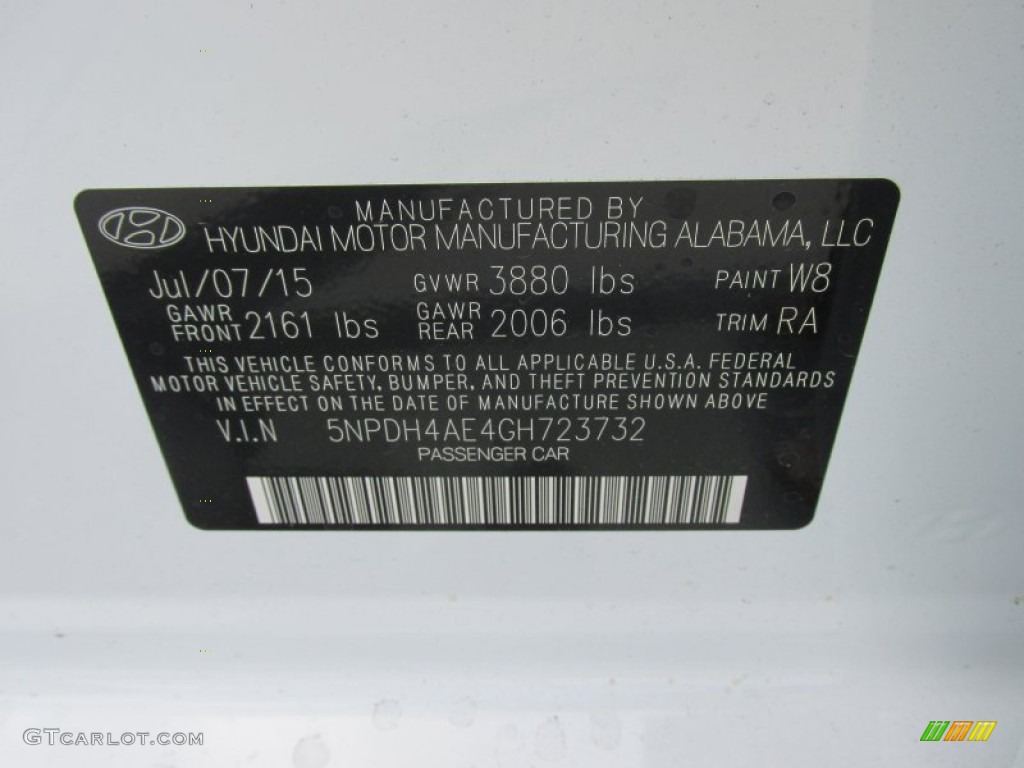 MANUFACTURED BY
HYUNDAI MOTOR MANUFACTURING ALABAMA, LLC
Jul/07/15 GVWR 3880 lbs PAINT W8
GAWR FRONT 2161 lbs GAWR REAR 2006 lbs TRIM RA
THIS VEHICLE CONFORMS TO ALL APPLICABLE U.S.A. FEDERAL
MOTOR VEHICLE SAFETY, BUMPER, AND THEFT PREVENTION STANDARDS
IN EFFECT ON THE DATE OF MANUFACTURE SHOWN ABOVE
V.I.N 5NPDH4AE4GH723732
PASSENGER CAR
GTCARLOT.COM